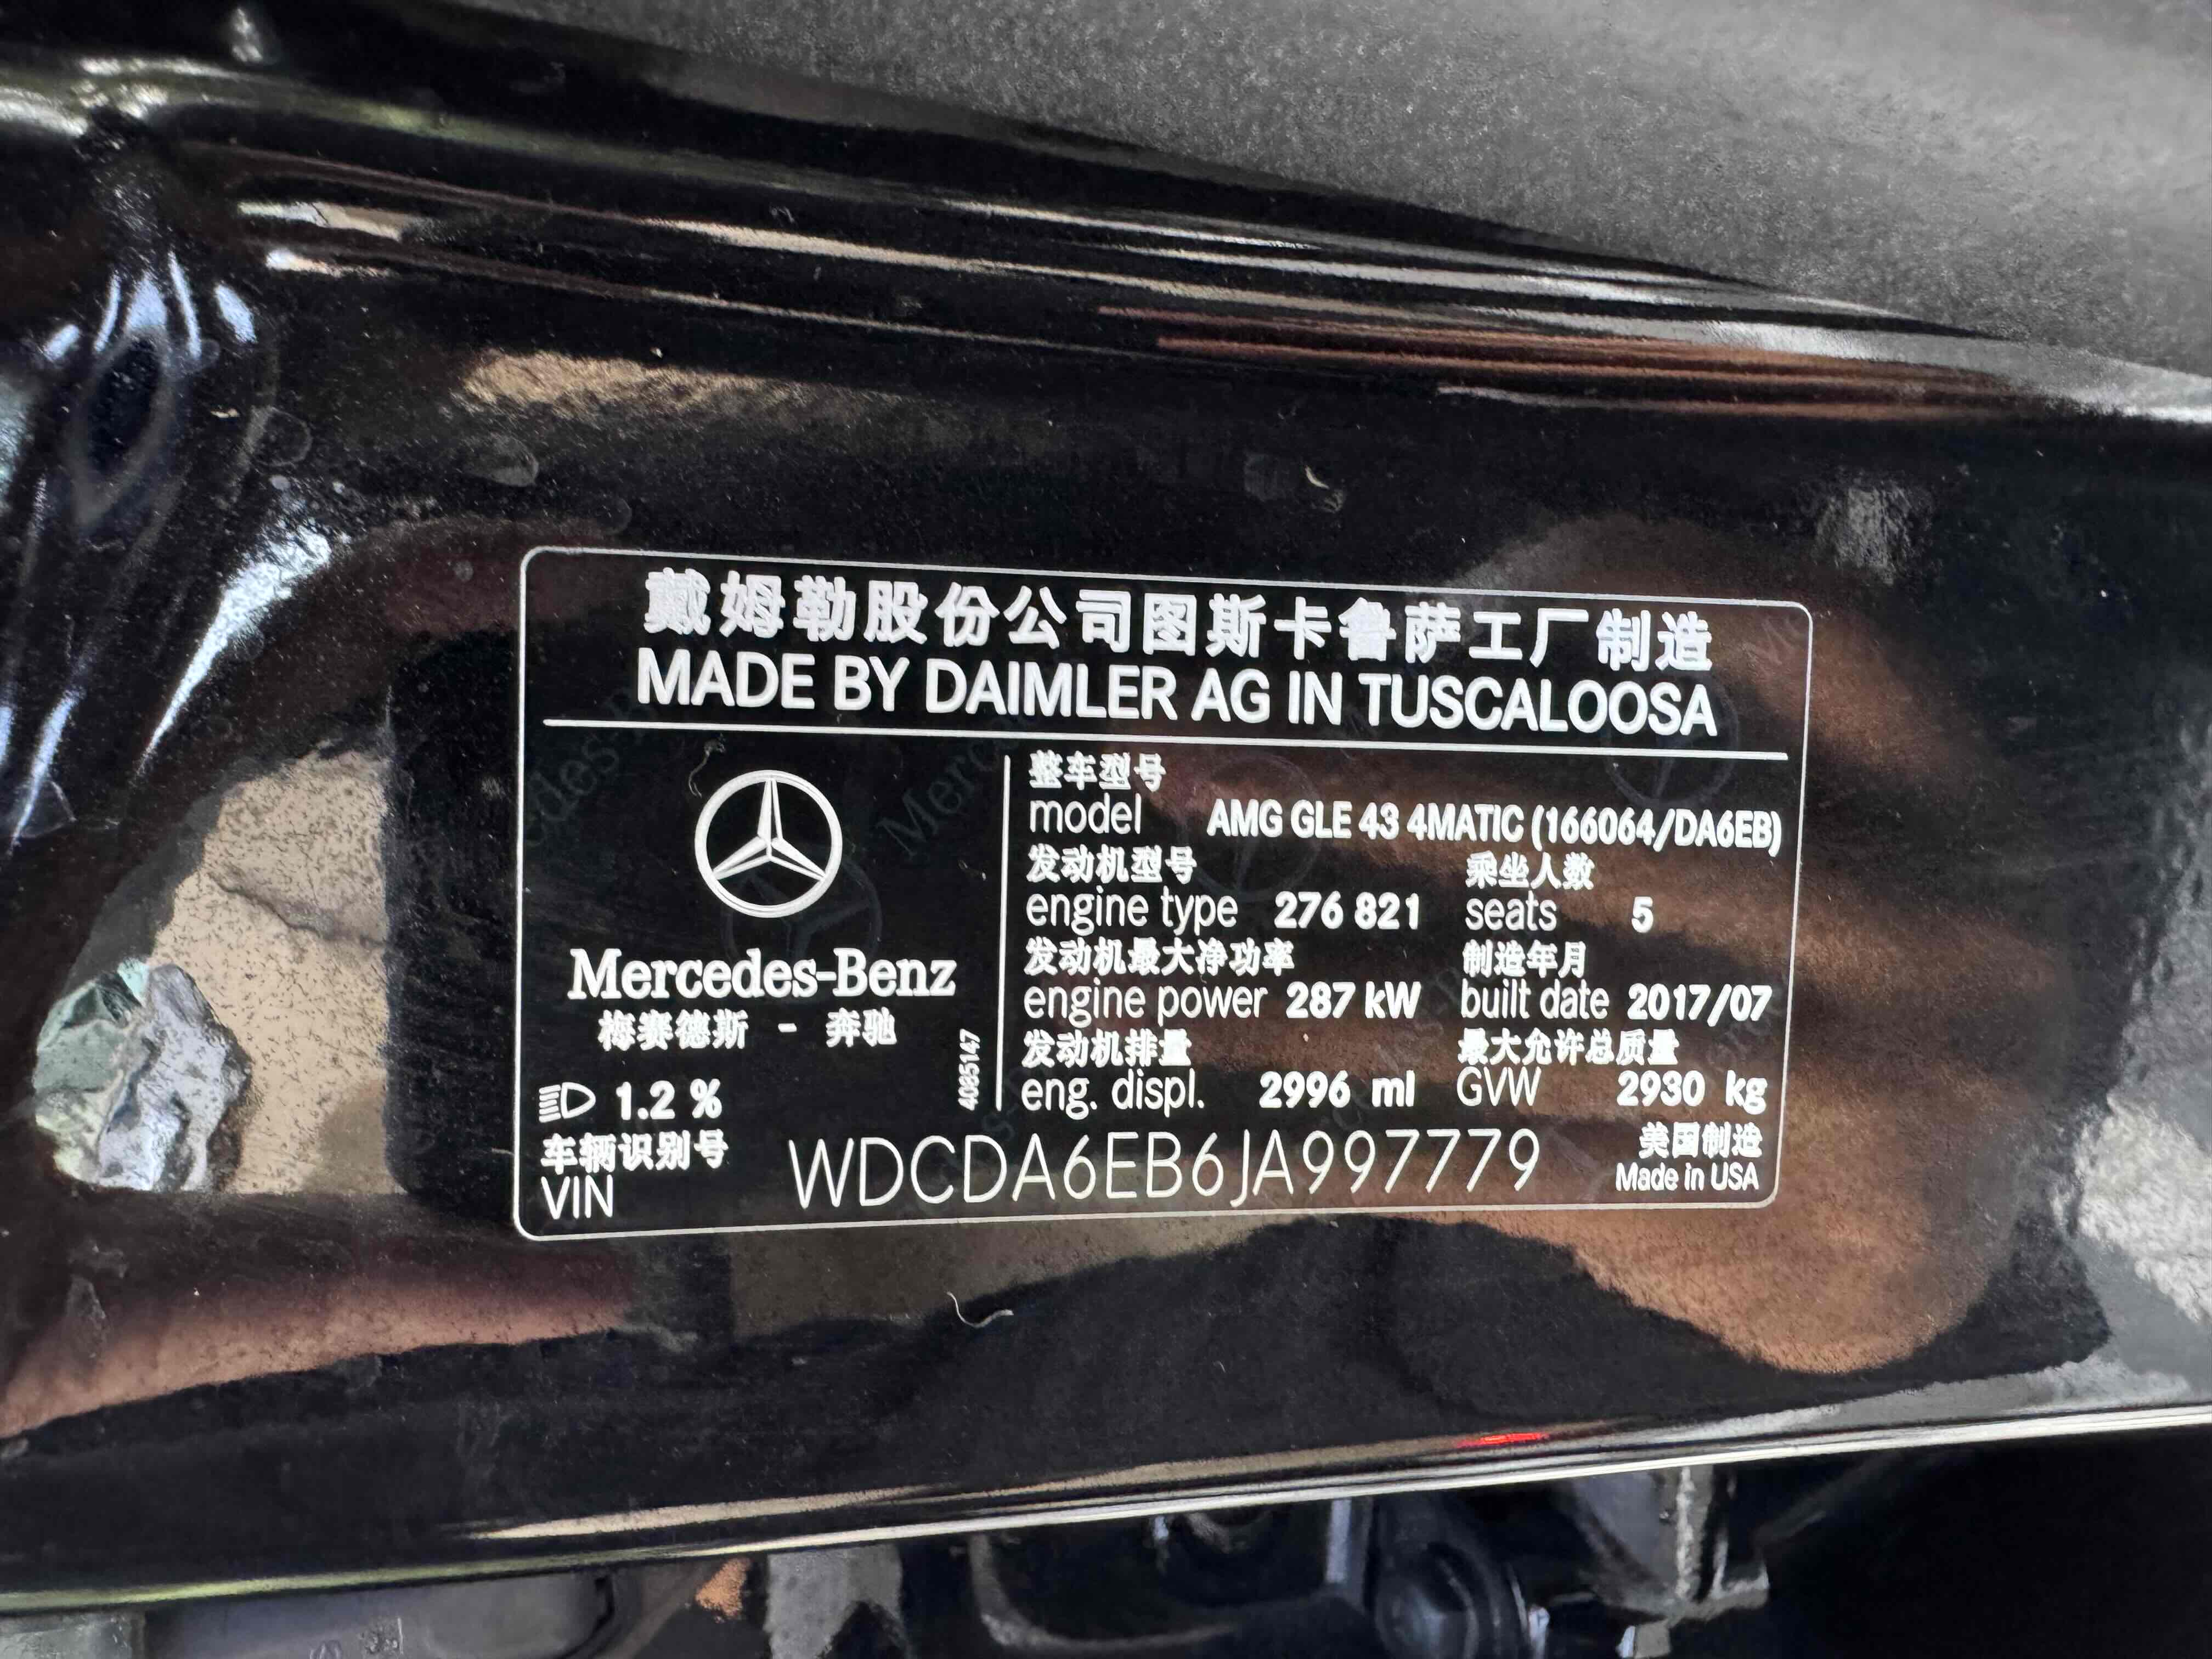 戴姆勒股份公司图斯卡鲁萨工厂制造
MADE BY DAIMLER AG IN TUSCALOOSA
Mercedes-Benz
梅赛德斯 - 奔驰
1.2 %
4085147
整车型号
model AMG GLE 43 4MATIC (166064/DA6EB)
发动机型号 乘坐人数
engine type 276 821 seats 5
发动机最大净功率 制造年月
engine power 287 kW built date 2017/07
发动机排量 最大允许总质量
eng. displ. 2996 ml GVW 2930 kg
车辆识别号 美国制造
VIN WDCDA6EB6JA997779 Made in USA